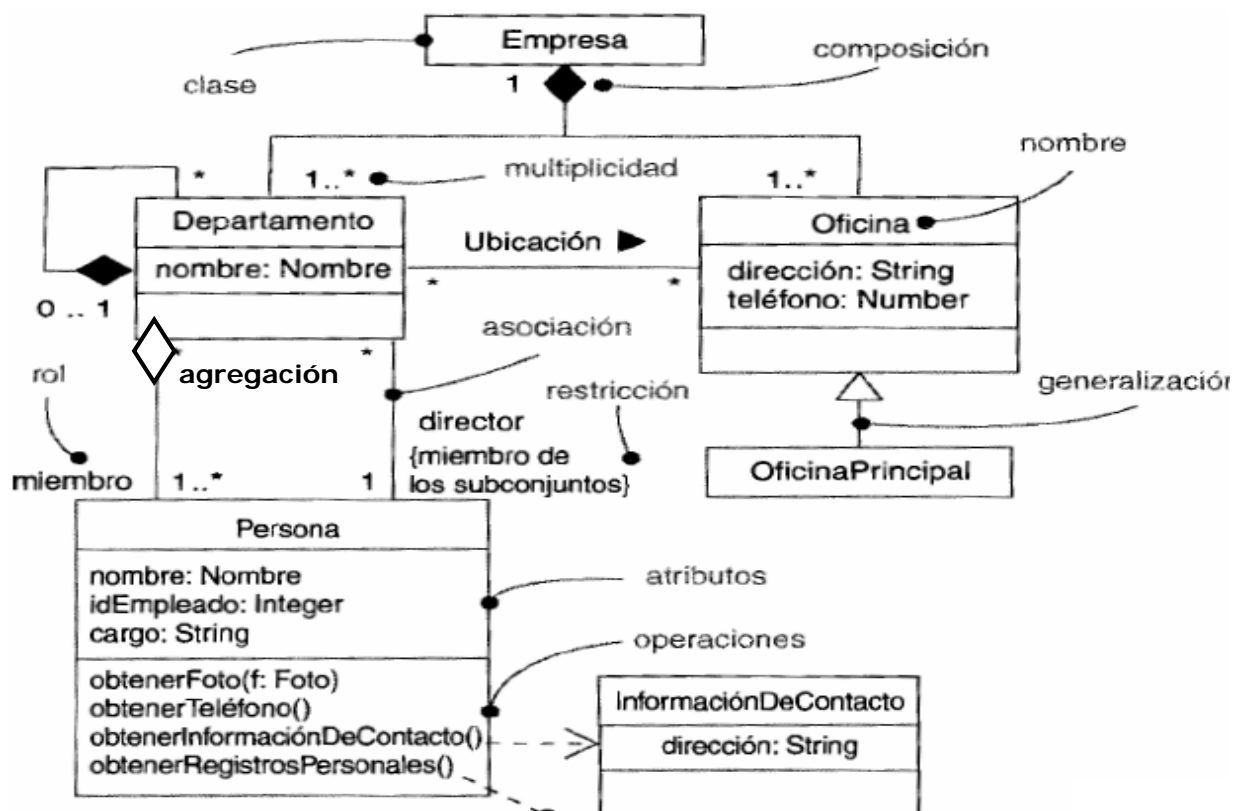 Empresa
composición
clase
1
nombre
* 1..* multiplicidad 1..*
Departamento
Oficina
Ubicación ▶
nombre: Nombre
dirección: String
* *
teléfono: Number
0 .. 1
asociación
* *
rol
agregación
restricción
generalización
director
{miembro de
los subconjuntos}
OficinaPrincipal
miembro 1..* 1
Persona
nombre: Nombre
idEmpleado: Integer
cargo: String
atributos
operaciones
obtenerFoto(f: Foto)
obtenerTeléfono()
obtenerInformaciónDeContacto()
obtenerRegistrosPersonales()
InformaciónDeContacto
dirección: String